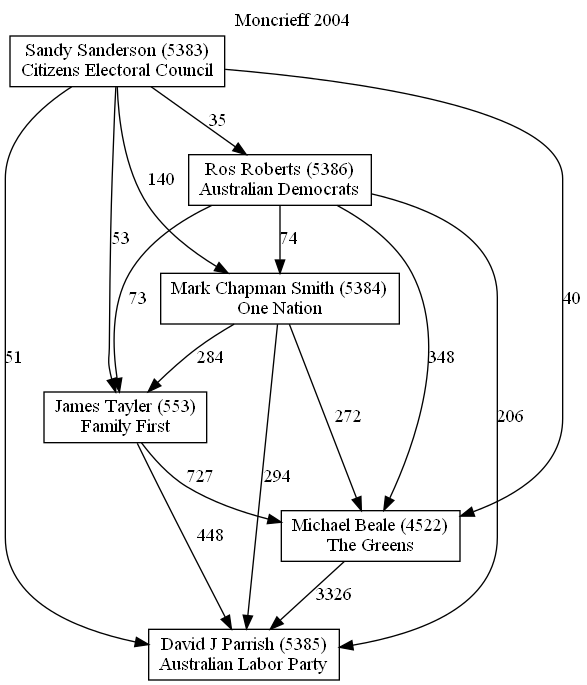 Moncrieff 2004
Sandy Sanderson (5383)
Citizens Electoral Council
35
Ros Roberts (5386)
Australian Democrats
140
53
73
74
40
Mark Chapman Smith (5384)
One Nation
51
284
348
James Tayler (553)
Family First
272
206
727
294
448
Michael Beale (4522)
The Greens
3326
David J Parrish (5385)
Australian Labor Party